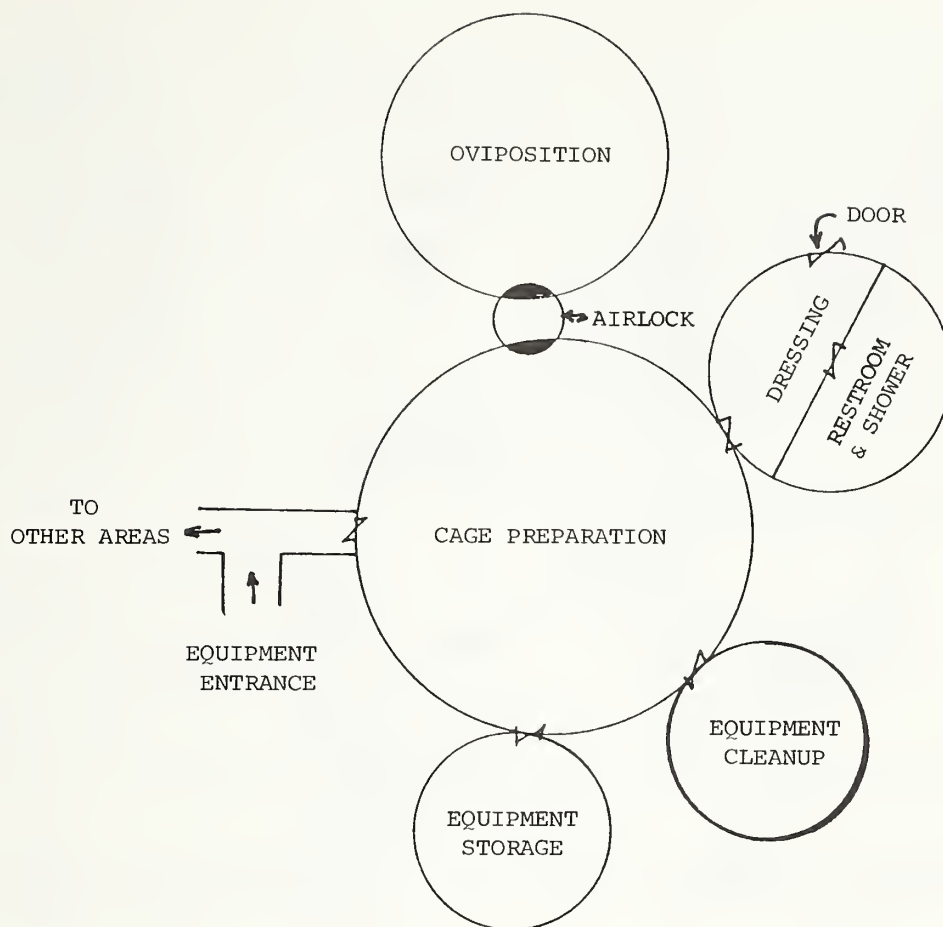 OVIPOSITION
DOOR
AIRLOCK
DRESSING
RESTROOM
& SHOWER
TO
OTHER AREAS
CAGE PREPARATION
EQUIPMENT
ENTRANCE
EQUIPMENT
CLEANUP
EQUIPMENT
STORAGE